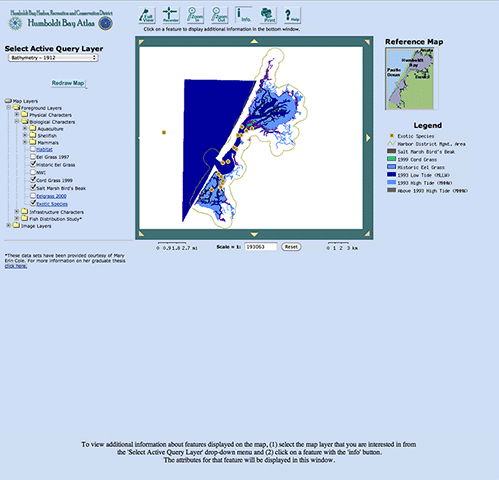 Humboldt Bay Harbor, Recreation and Conservation District
Humboldt Bay Atlas
Full View
Recenter
Zoom In
Zoom Out
Info.
Print
Help
Click on a feature to display additional information in the bottom window.
Select Active Query Layer
Bathymetry - 1912
Redraw Map
Map Layers
Foreground Layers
Physical Characters
Biological Characters
Aquaculture
Shellfish
Mammals
Habitat
Eel Grass 1997
Historic Eel Grass
NWI
Cord Grass 1999
Salt Marsh Bird's Beak
Eelgrass 2000
Exotic Species
Infrastructure Characters
Fish Distribution Study*
Image Layers
*These data sets have been provided courtesy of Mary
Erin Cole. For more information on her graduate thesis
click here.
0 0.9 1.8 2.7 mi
Scale = 1: 193063
Reset
0 1 2 3 km
Reference Map
Arcata
Humboldt
Bay
Pacific
Ocean
Eureka
Legend
Exotic Species
Harbor District Mgmt. Area
Salt Marsh Bird's Beak
1999 Cord Grass
Historic Eel Grass
1993 Low Tide (MLLW)
1993 High Tide (MHHW)
Above 1993 High Tide (MHHW)
To view additional information about features displayed on the map, (1) select the map layer that you are interested in from
the 'Select Active Query Layer' drop-down menu and (2) click on a feature with the 'info' button.
The attributes for that feature will be displayed in this window.